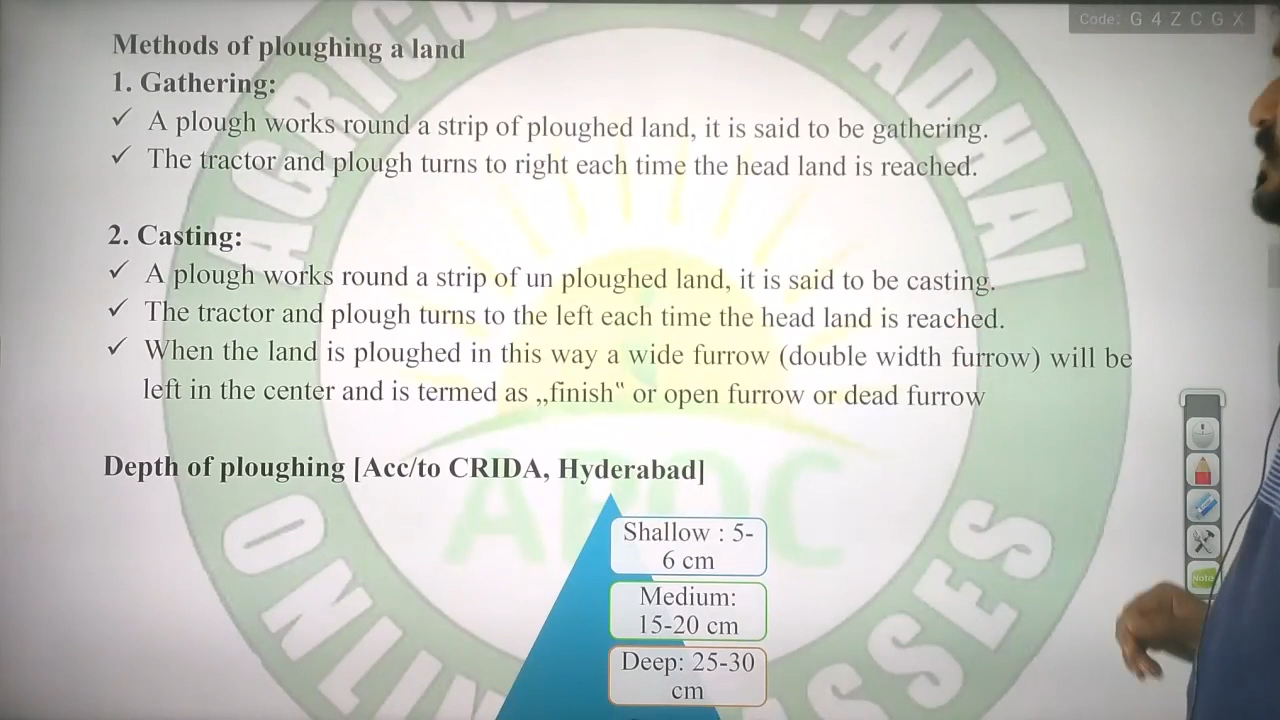 Code: G 4 Z C G X
Methods of ploughing a land
1. Gathering:
✓ A plough works round a strip of ploughed land, it is said to be gathering.
✓ The tractor and plough turns to right each time the head land is reached.
2. Casting:
✓ A plough works round a strip of un ploughed land, it is said to be casting.
✓ The tractor and plough turns to the left each time the head land is reached.
✓ When the land is ploughed in this way a wide furrow (double width furrow) will be
left in the center and is termed as „finish‟ or open furrow or dead furrow
Depth of ploughing [Acc/to CRIDA, Hyderabad]
Shallow : 5-
6 cm
Medium:
15-20 cm
Deep: 25-30
cm
Note